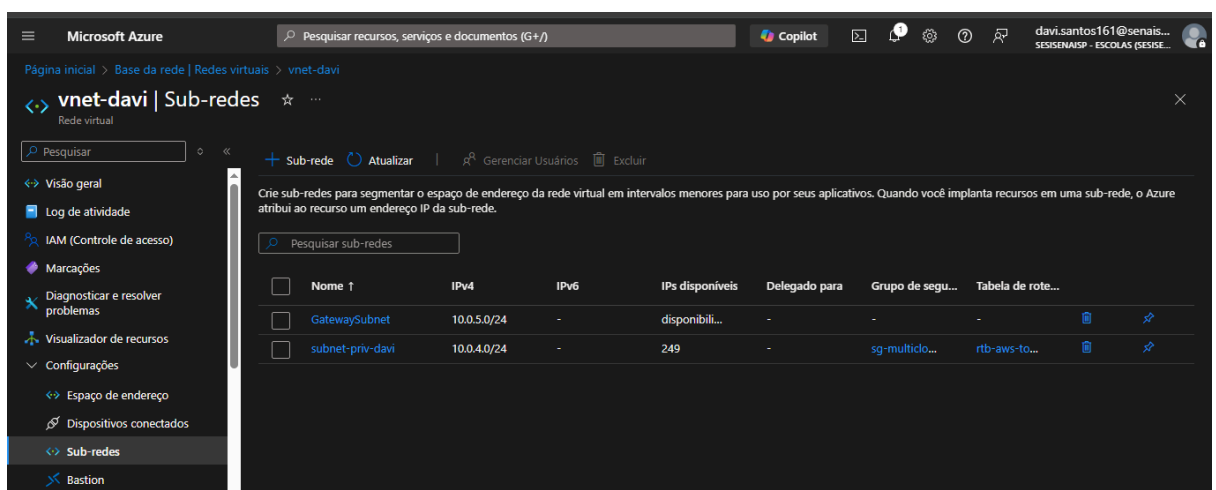 Microsoft Azure
Pesquisar recursos, serviços e documentos (G+/)
Copilot
1
davi.santos161@senais...
SESISENAISP - ESCOLAS (SESISE...
Página inicial > Base da rede | Redes virtuais > vnet-davi
vnet-davi | Sub-redes
Rede virtual
Pesquisar
Sub-rede Atualizar Gerenciar Usuários Excluir
Visão geral
Log de atividade
IAM (Controle de acesso)
Marcações
Diagnosticar e resolver
problemas
Visualizador de recursos
Configurações
Espaço de endereço
Dispositivos conectados
Sub-redes
Bastion
Crie sub-redes para segmentar o espaço de endereço da rede virtual em intervalos menores para uso por seus aplicativos. Quando você implanta recursos em uma sub-rede, o Azure
atribui ao recurso um endereço IP da sub-rede.
Pesquisar sub-redes
Nome ↑ IPv4 IPv6 IPs disponíveis Delegado para Grupo de segu... Tabela de rote...
GatewaySubnet 10.0.5.0/24 - disponibili... - - -
subnet-priv-davi 10.0.4.0/24 - 249 - sg-multiclo... rtb-aws-to...